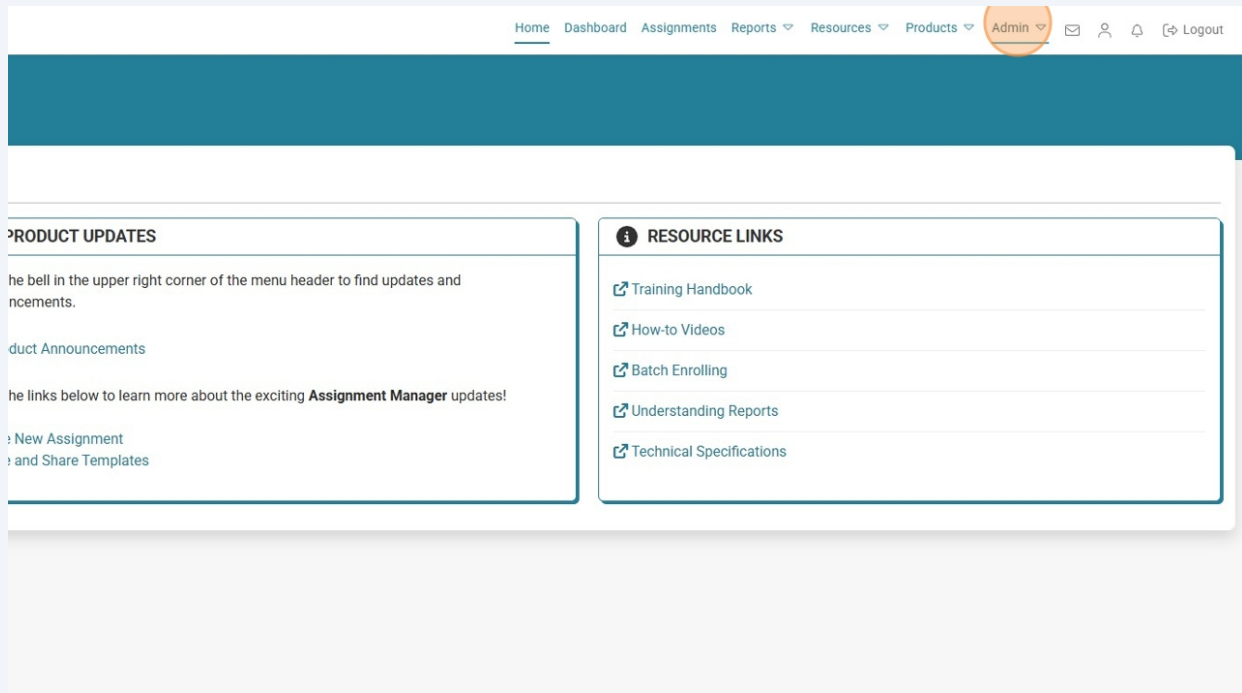 Home Dashboard Assignments Reports Resources Products Admin Logout
PRODUCT UPDATES
he bell in the upper right corner of the menu header to find updates and
ncements.
duct Announcements
he links below to learn more about the exciting Assignment Manager updates!
e New Assignment
e and Share Templates
RESOURCE LINKS
Training Handbook
How-to Videos
Batch Enrolling
Understanding Reports
Technical Specifications